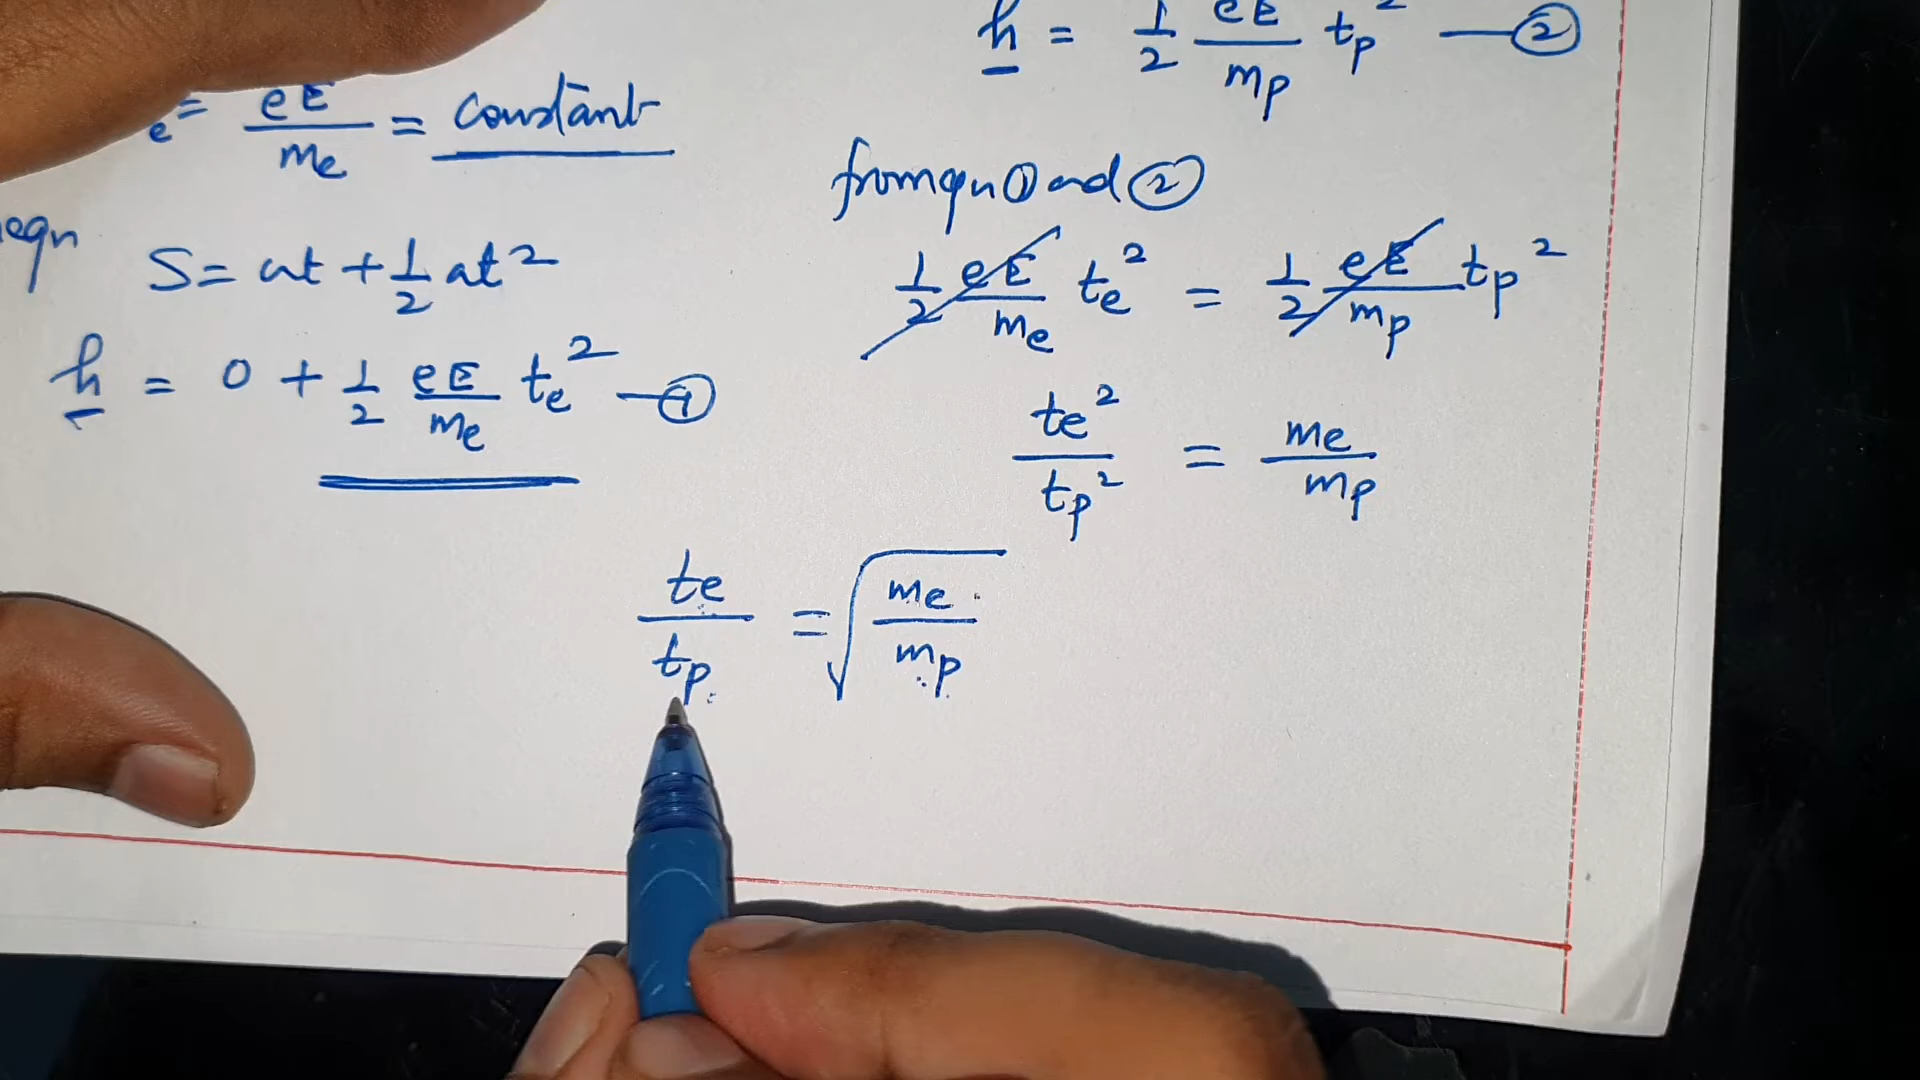 e = eE/me = constant
eqn S = ut + 1/2 at²
h = 0 + 1/2 eE/me te² — ①
h = 1/2 eE/mp tp² — ②
from eqn ① and ②
1/2 eE/me te² = 1/2 eE/mp tp²
te²/tp² = me/mp
te/tp = √(me/mp)